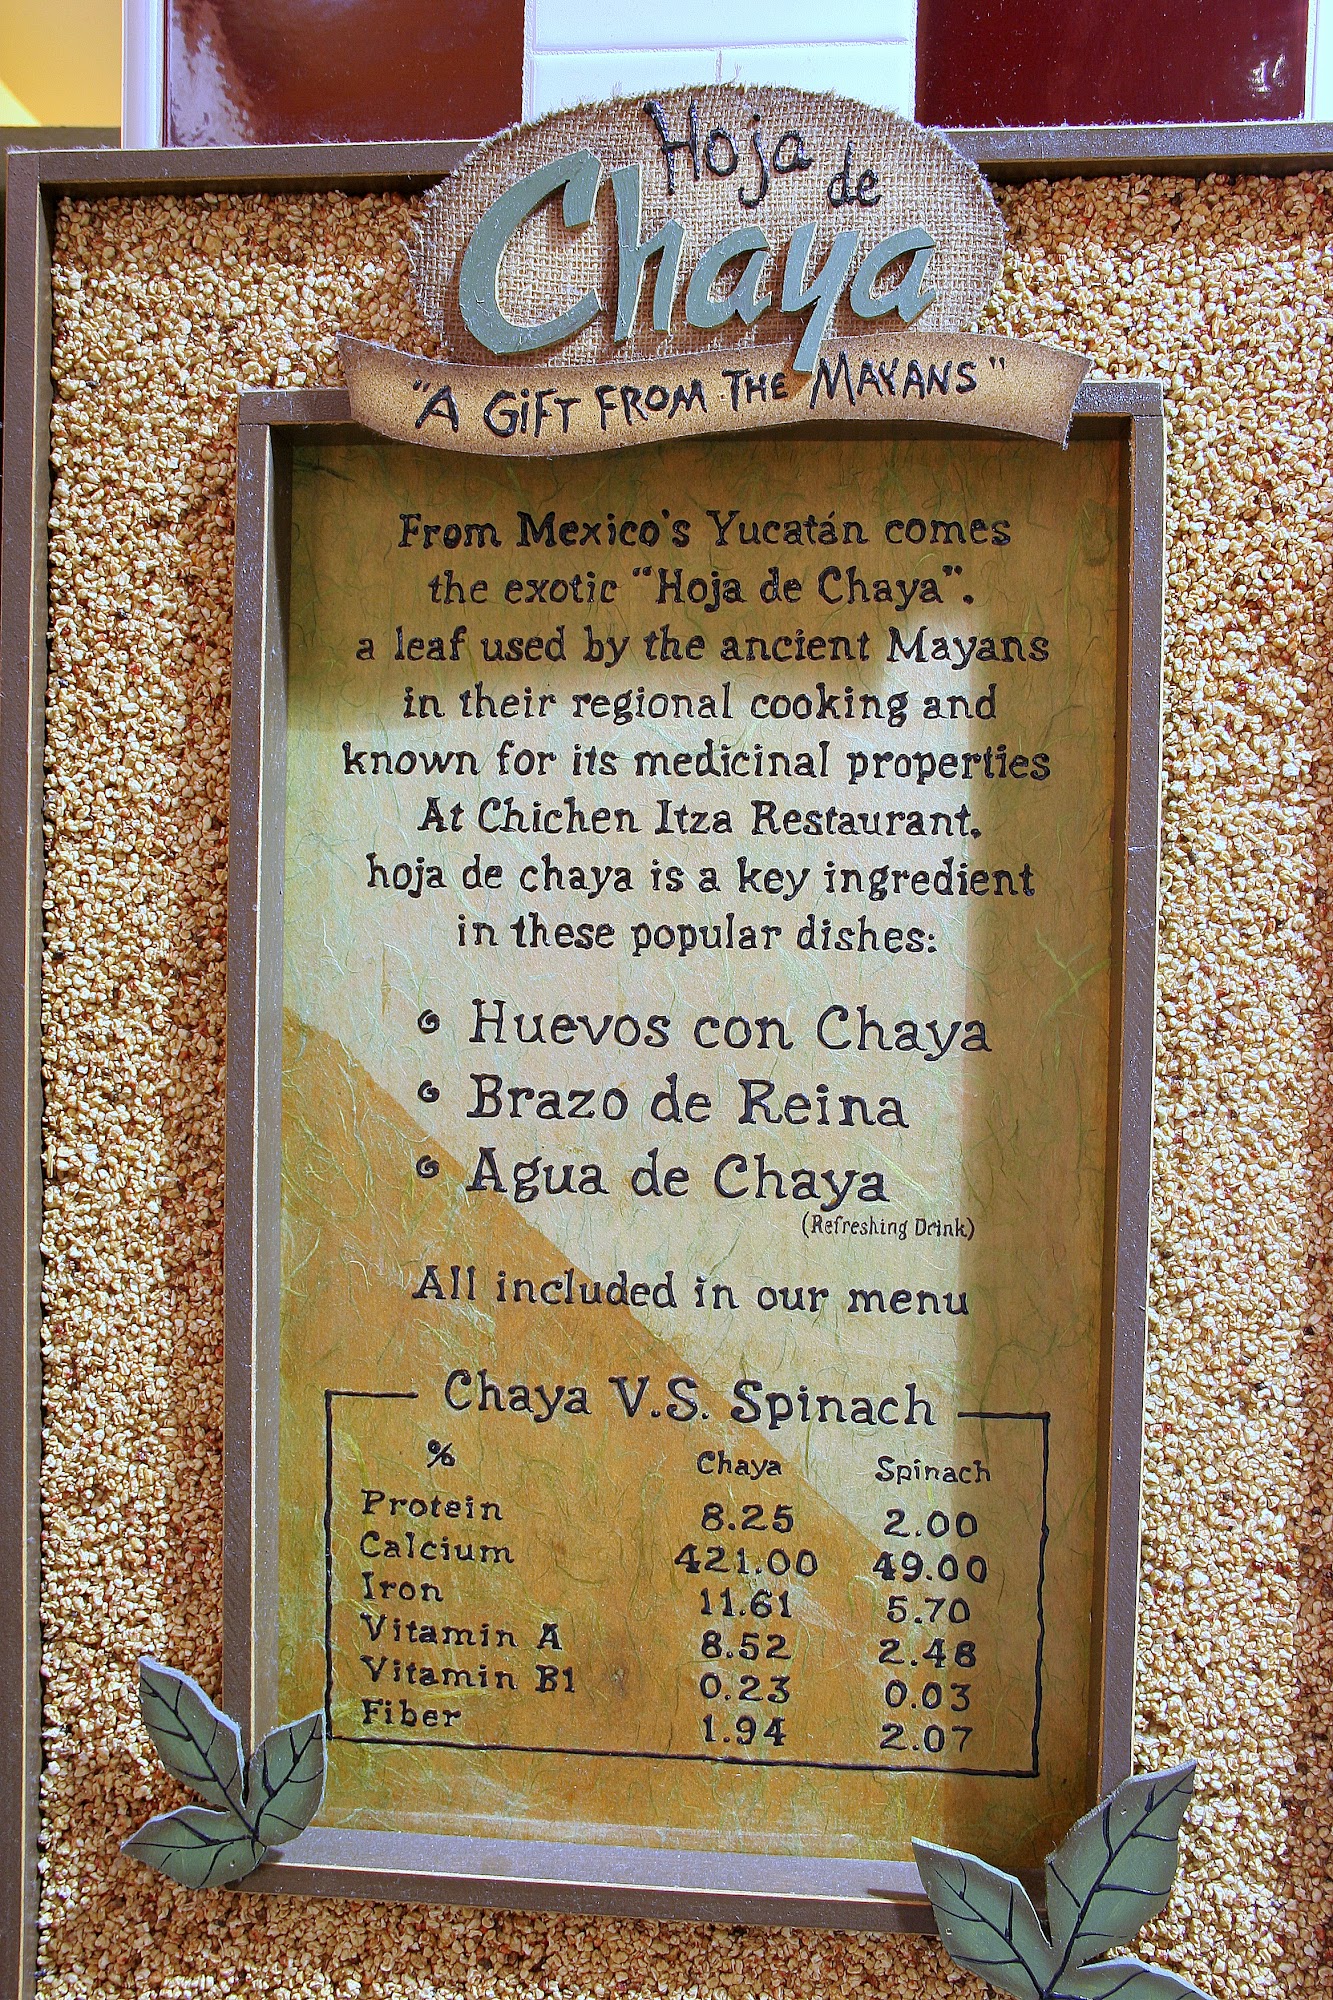 Hoja de
Chaya
"A GiFT FROM THE MAYANS"
From Mexico's Yucatán comes
the exotic "Hoja de Chaya".
a leaf used by the ancient Mayans
in their regional cooking and
known for its medicinal properties
At Chichen Itza Restaurant,
hoja de chaya is a key ingredient
in these popular dishes:
• Huevos con Chaya
• Brazo de Reina
• Agua de Chaya
(Refreshing Drink)
All included in our menu
Chaya V.S. Spinach
% Chaya Spinach
Protein 8.25 2.00
Calcium 421.00 49.00
Iron 11.61 5.70
Vitamin A 8.52 2.48
Vitamin B1 0.23 0.03
Fiber 1.94 2.07